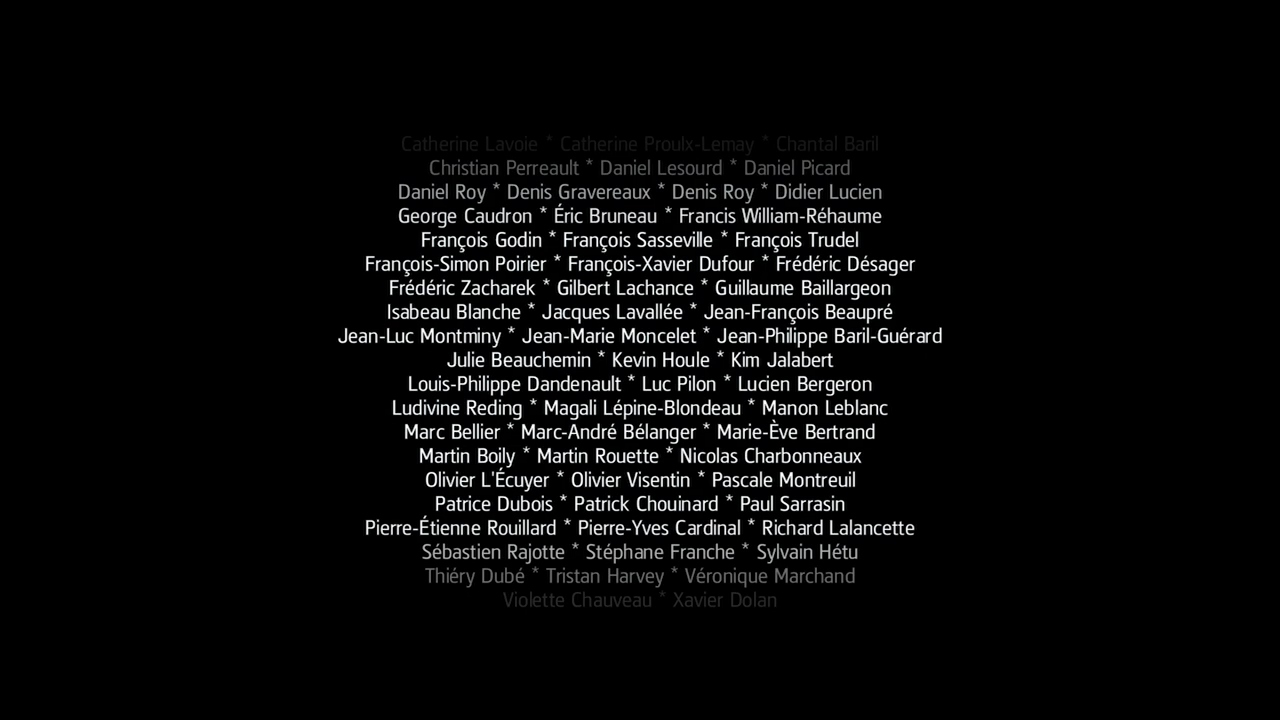 Catherine Lavoie * Catherine Proulx-Lemay * Chantal Baril
Christian Perreault * Daniel Lesourd * Daniel Picard
Daniel Roy * Denis Gravereaux * Denis Roy * Didier Lucien
George Caudron * Éric Bruneau * Francis William-Réhaume
François Godin * François Sasseville * François Trudel
François-Simon Poirier * François-Xavier Dufour * Frédéric Désager
Frédéric Zacharek * Gilbert Lachance * Guillaume Baillargeon
Isabeau Blanche * Jacques Lavallée * Jean-François Beaupré
Jean-Luc Montminy * Jean-Marie Moncelet * Jean-Philippe Baril-Guérard
Julie Beauchemin * Kevin Houle * Kim Jalabert
Louis-Philippe Dandenault * Luc Pilon * Lucien Bergeron
Ludivine Reding * Magali Lépine-Blondeau * Manon Leblanc
Marc Bellier * Marc-André Bélanger * Marie-Ève Bertrand
Martin Boily * Martin Rouette * Nicolas Charbonneaux
Olivier L'Écuyer * Olivier Visentin * Pascale Montreuil
Patrice Dubois * Patrick Chouinard * Paul Sarrasin
Pierre-Étienne Rouillard * Pierre-Yves Cardinal * Richard Lalancette
Sébastien Rajotte * Stéphane Franche * Sylvain Hétu
Thiéry Dubé * Tristan Harvey * Véronique Marchand
Violette Chauveau * Xavier Dolan